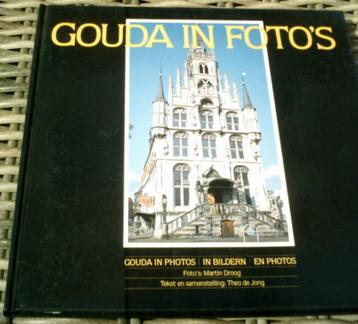 GOUDA IN FOTO'S
GOUDA IN PHOTOS IN BILDERN EN PHOTOS
Foto's: Martin Droog
Tekst en samenstelling: Theo de Jong